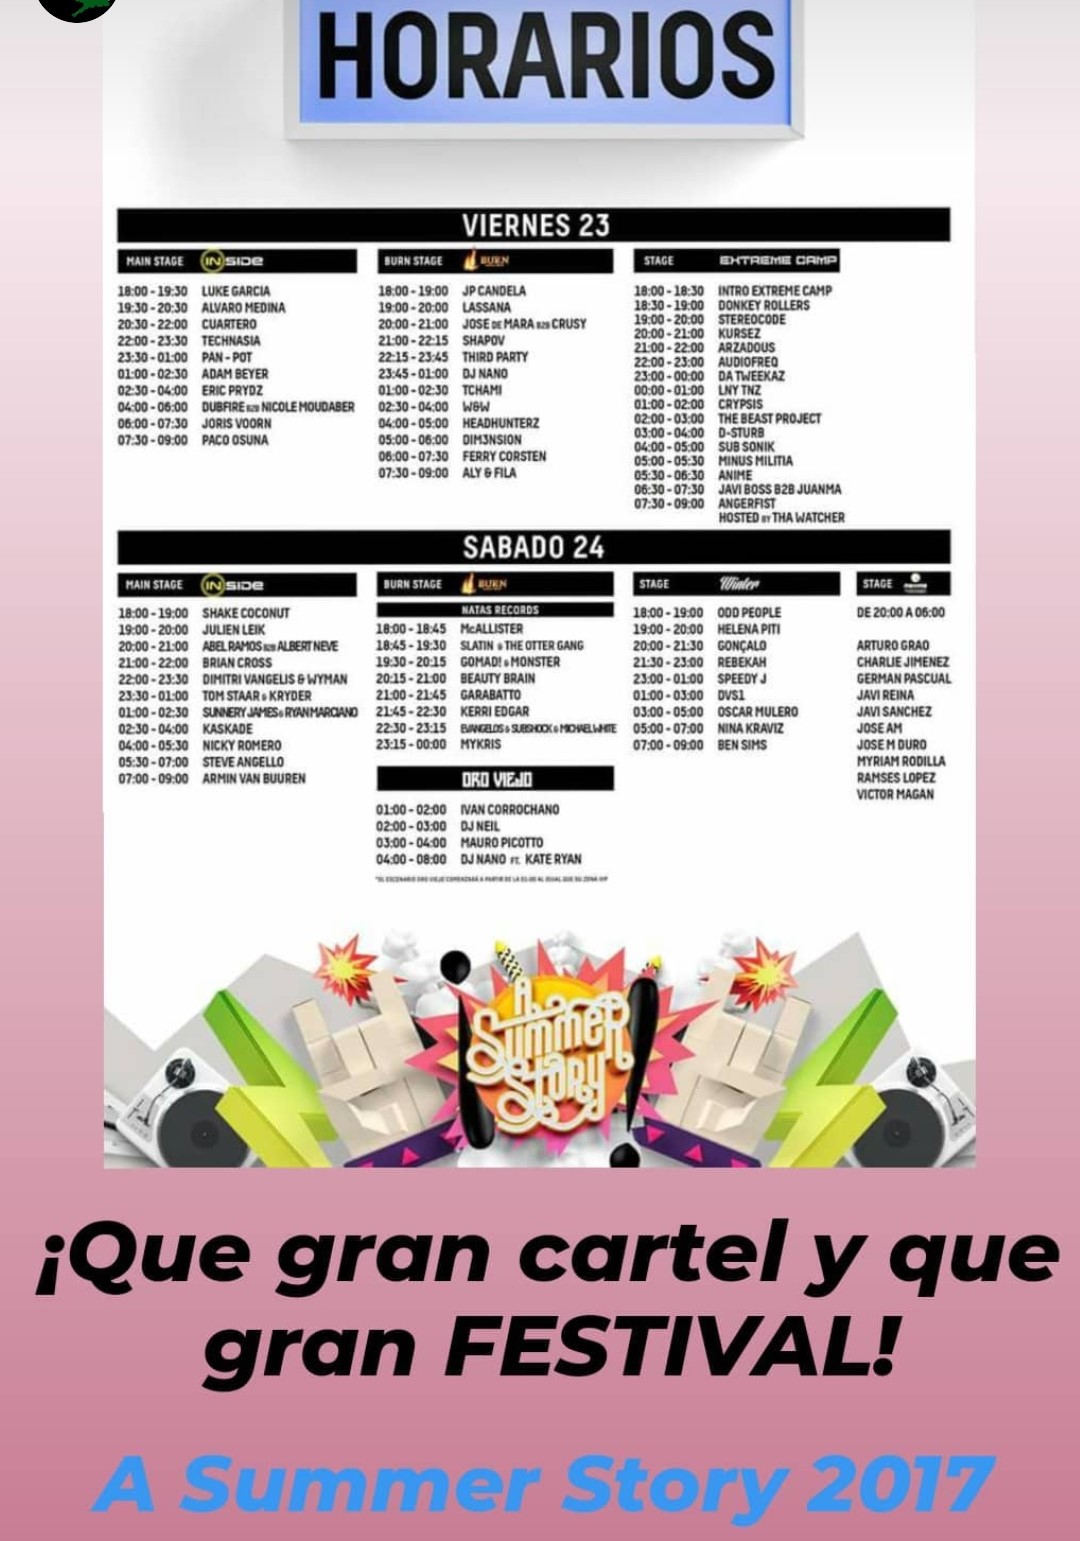 HORARIOS
VIERNES 23
MAIN STAGE INSIDE
18:00 - 19:30 LUKE GARCIA
19:30 - 20:30 ALVARO MEDINA
20:30 - 22:00 CUARTERO
22:00 - 23:30 TECHNASIA
23:30 - 01:00 PAN - POT
01:00 - 02:30 ADAM BEYER
02:30 - 04:00 ERIC PRYDZ
04:00 - 06:00 DUBFIRE B2B NICOLE MOUDABER
06:00 - 07:30 JORIS VOORN
07:30 - 09:00 PACO OSUNA
BURN STAGE BURN
18:00 - 19:00 JP CANDELA
19:00 - 20:00 LASSANA
20:00 - 21:00 JOSE DE MARA B2B CRUSY
21:00 - 22:15 SHAPOV
22:15 - 23:45 THIRD PARTY
23:45 - 01:00 DJ NANO
01:00 - 02:30 TCHAMI
02:30 - 04:00 W&W
04:00 - 05:00 HEADHUNTERZ
05:00 - 06:00 DIM3NSION
06:00 - 07:30 FERRY CORSTEN
07:30 - 09:00 ALY & FILA
STAGE EXTREME CAMP
18:00 - 18:30 INTRO EXTREME CAMP
18:30 - 19:00 DONKEY ROLLERS
19:00 - 20:00 STEREOCODE
20:00 - 21:00 KURSEZ
21:00 - 22:00 ARZADOUS
22:00 - 23:00 AUDIOFREQ
23:00 - 00:00 DA TWEEKAZ
00:00 - 01:00 LNY TNZ
01:00 - 02:00 CRYPSIS
02:00 - 03:00 THE BEAST PROJECT
03:00 - 04:00 D-STURB
04:00 - 05:00 SUB SONIK
05:00 - 05:30 MINUS MILITIA
05:30 - 06:30 ANIME
06:30 - 07:30 JAVI BOSS B2B JUANMA
07:30 - 09:00 ANGERFIST
HOSTED BY THA WATCHER
SABADO 24
MAIN STAGE INSIDE
18:00 - 19:00 SHAKE COCONUT
19:00 - 20:00 JULIEN LEIK
20:00 - 21:00 ABEL RAMOS B2B ALBERT NEVE
21:00 - 22:00 BRIAN CROSS
22:00 - 23:30 DIMITRI VANGELIS & WYMAN
23:30 - 01:00 TOM STAAR & KRYDER
01:00 - 02:30 SUNNERY JAMES & RYAN MARCIANO
02:30 - 04:00 KASKADE
04:00 - 05:30 NICKY ROMERO
05:30 - 07:00 STEVE ANGELLO
07:00 - 09:00 ARMIN VAN BUUREN
BURN STAGE BURN
NATAS RECORDS
18:00 - 18:45 McALLISTER
18:45 - 19:30 SLATIN & THE OTTER GANG
19:30 - 20:15 GOMAD! & MONSTER
20:15 - 21:00 BEAUTY BRAIN
21:00 - 21:45 GARABATTO
21:45 - 22:30 KERRI EDGAR
22:30 - 23:15 EVANGELOS & SUBSHOCK & MICHAEL WHITE
23:15 - 00:00 MYKRIS
ORO VIEJO
01:00 - 02:00 IVAN CORROCHANO
02:00 - 03:00 DJ NEIL
03:00 - 04:00 MAURO PICOTTO
04:00 - 08:00 DJ NANO FT. KATE RYAN
*EL ESCENARIO ORO VIEJO COMENZARÁ A PARTIR DE LA 01:00 AL IGUAL QUE SU ZONA VIP
STAGE Winter
18:00 - 19:00 ODD PEOPLE
19:00 - 20:00 HELENA PITI
20:00 - 21:30 GONÇALO
21:30 - 23:00 REBEKAH
23:00 - 01:00 SPEEDY J
01:00 - 03:00 DVS1
03:00 - 05:00 OSCAR MULERO
05:00 - 07:00 NINA KRAVIZ
07:00 - 09:00 BEN SIMS
STAGE
DE 20:00 A 06:00
ARTURO GRAO
CHARLIE JIMENEZ
GERMAN PASCUAL
JAVI REINA
JAVI SANCHEZ
JOSE AM
JOSE M DURO
MYRIAM RODILLA
RAMSES LOPEZ
VICTOR MAGAN
A
SUMMER
STORY
¡Que gran cartel y que
gran FESTIVAL!
A Summer Story 2017